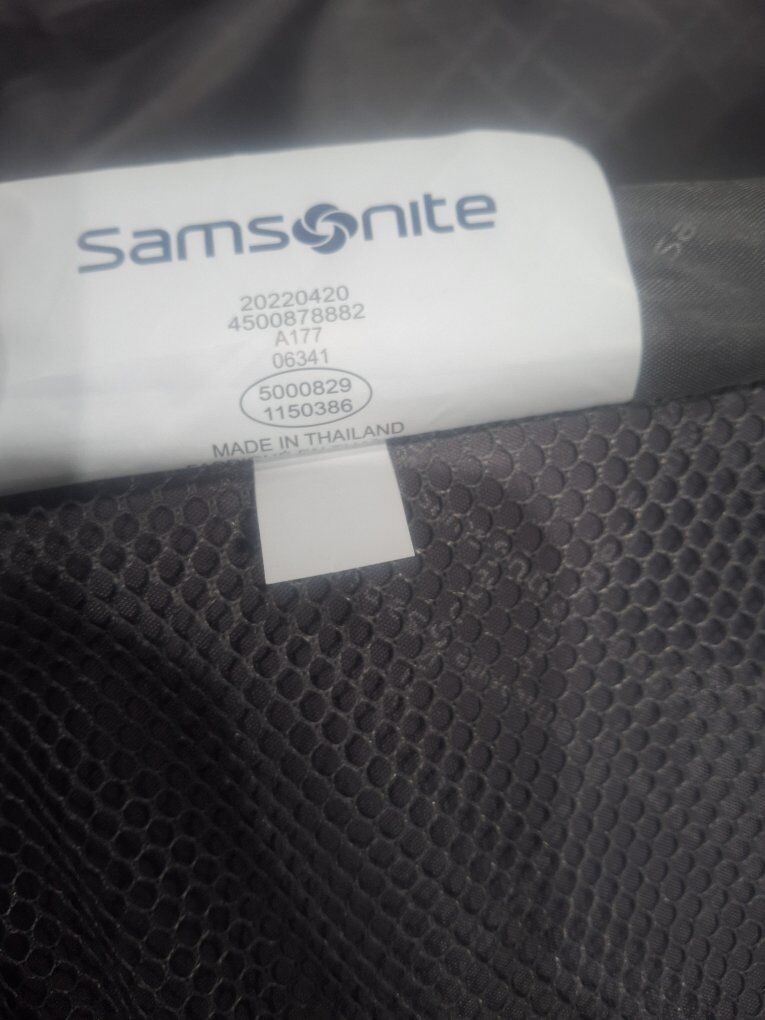 Samsonite
20220420
4500878882
A177
06341
5000829
1150386
MADE IN THAILAND